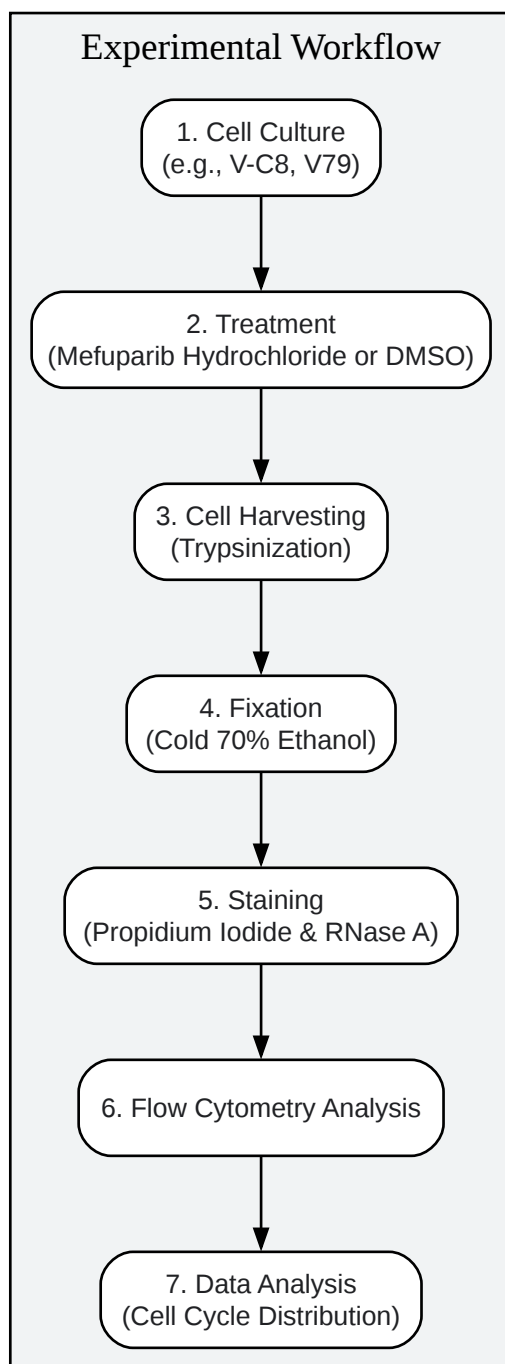 Experimental Workflow
1. Cell Culture
(e.g., V-C8, V79)
2. Treatment
(Mefuparib Hydrochloride or DMSO)
3. Cell Harvesting
(Trypsinization)
4. Fixation
(Cold 70% Ethanol)
5. Staining
(Propidium Iodide & RNase A)
6. Flow Cytometry Analysis
7. Data Analysis
(Cell Cycle Distribution)